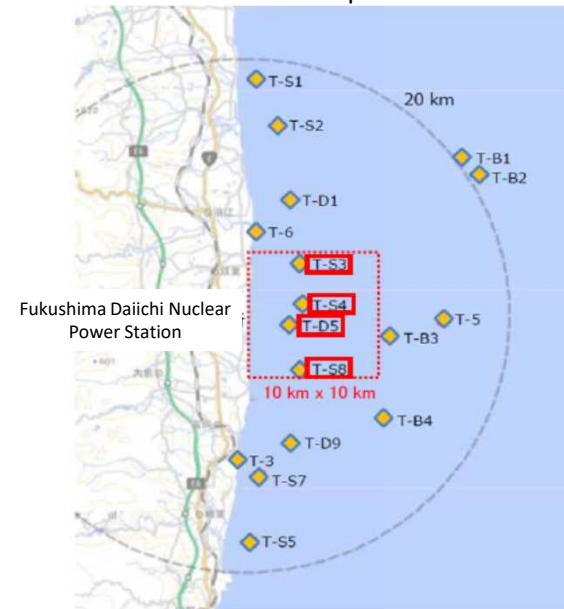 T-S1
20 km
T-S2
T-B1
T-B2
T-D1
T-6
T-S3
T-S4
Fukushima Daiichi Nuclear
Power Station
T-D5
T-5
T-B3
T-S8
10 km x 10 km
T-B4
T-D9
T-3
T-S7
T-S5